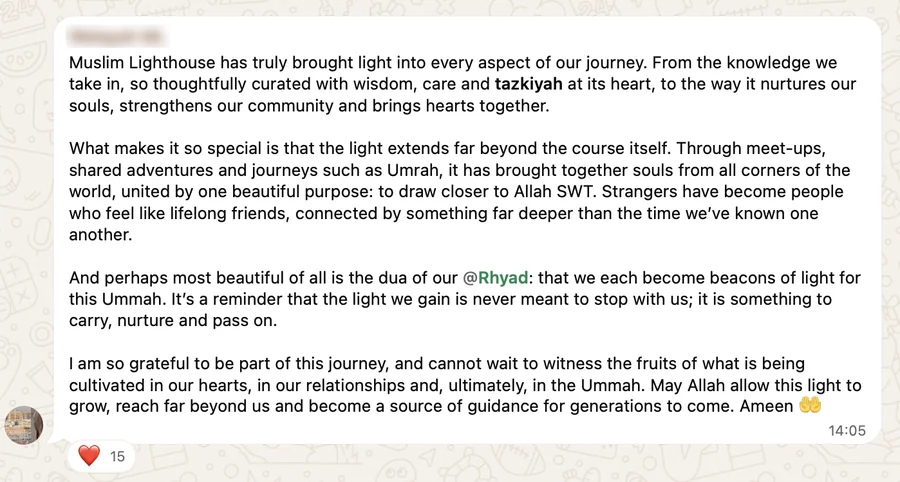 Muslim Lighthouse has truly brought light into every aspect of our journey. From the knowledge we
take in, so thoughtfully curated with wisdom, care and tazkiyah at its heart, to the way it nurtures our
souls, strengthens our community and brings hearts together.
What makes it so special is that the light extends far beyond the course itself. Through meet-ups,
shared adventures and journeys such as Umrah, it has brought together souls from all corners of the
world, united by one beautiful purpose: to draw closer to Allah SWT. Strangers have become people
who feel like lifelong friends, connected by something far deeper than the time we’ve known one
another.
And perhaps most beautiful of all is the dua of our @Rhyad: that we each become beacons of light for
this Ummah. It’s a reminder that the light we gain is never meant to stop with us; it is something to
carry, nurture and pass on.
I am so grateful to be part of this journey, and cannot wait to witness the fruits of what is being
cultivated in our hearts, in our relationships and, ultimately, in the Ummah. May Allah allow this light to
grow, reach far beyond us and become a source of guidance for generations to come. Ameen 🤲
14:05
❤️ 15